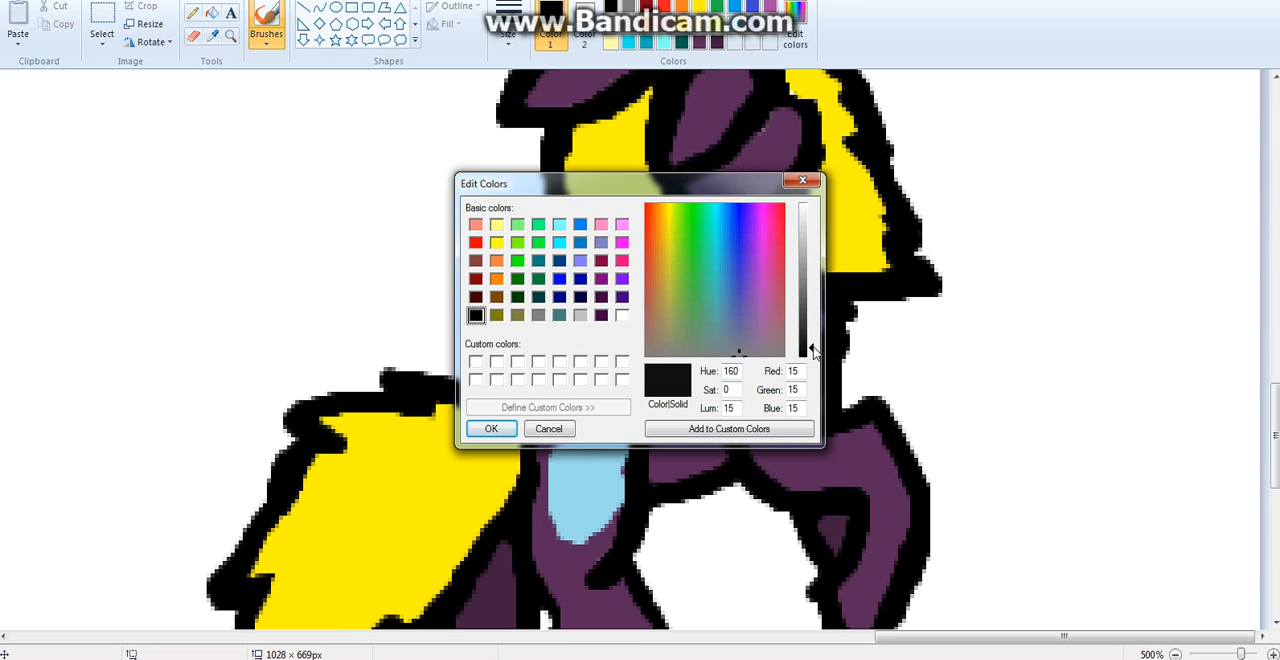 www.Bandicam.com
Paste
Cut
Copy
Clipboard
Select
Crop
Resize
Rotate
Image
A
Tools
Brushes
Shapes
Outline
Fill
Size
Color 1
Color 2
Edit colors
Colors
Edit Colors
Basic colors:
Custom colors:
Define Custom Colors >>
OK
Cancel
Color|Solid
Hue: 160
Sat: 0
Lum: 15
Red: 15
Green: 15
Blue: 15
Add to Custom Colors
1028 × 669px
500%